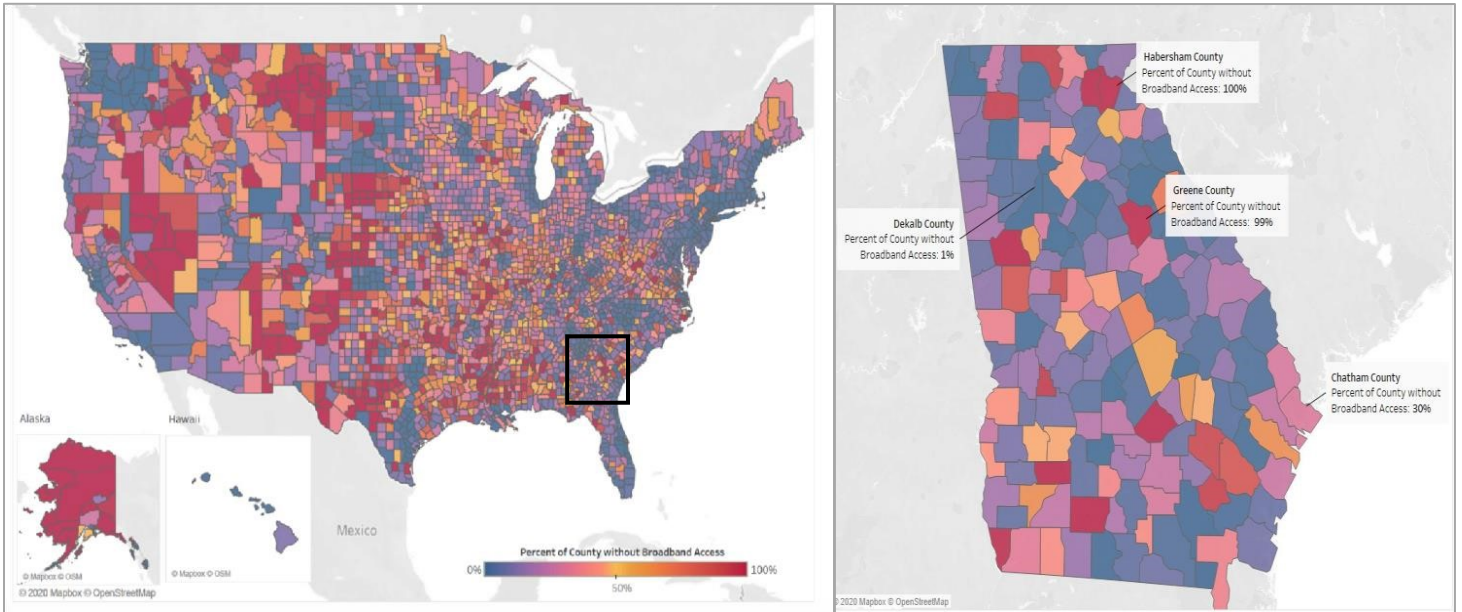 Alaska
Hawaii
Mexico
© Mapbox © OSM
© Mapbox © OSM
© 2020 Mapbox © OpenStreetMap
Percent of County without Broadband Access
0%
100%
50%
Habersham County
Percent of County without
Broadband Access: 100%
Greene County
Percent of County without
Broadband Access: 99%
Dekalb County
Percent of County without
Broadband Access: 1%
Chatham County
Percent of County without
Broadband Access: 30%
2020 Mapbox © OpenStreetMap